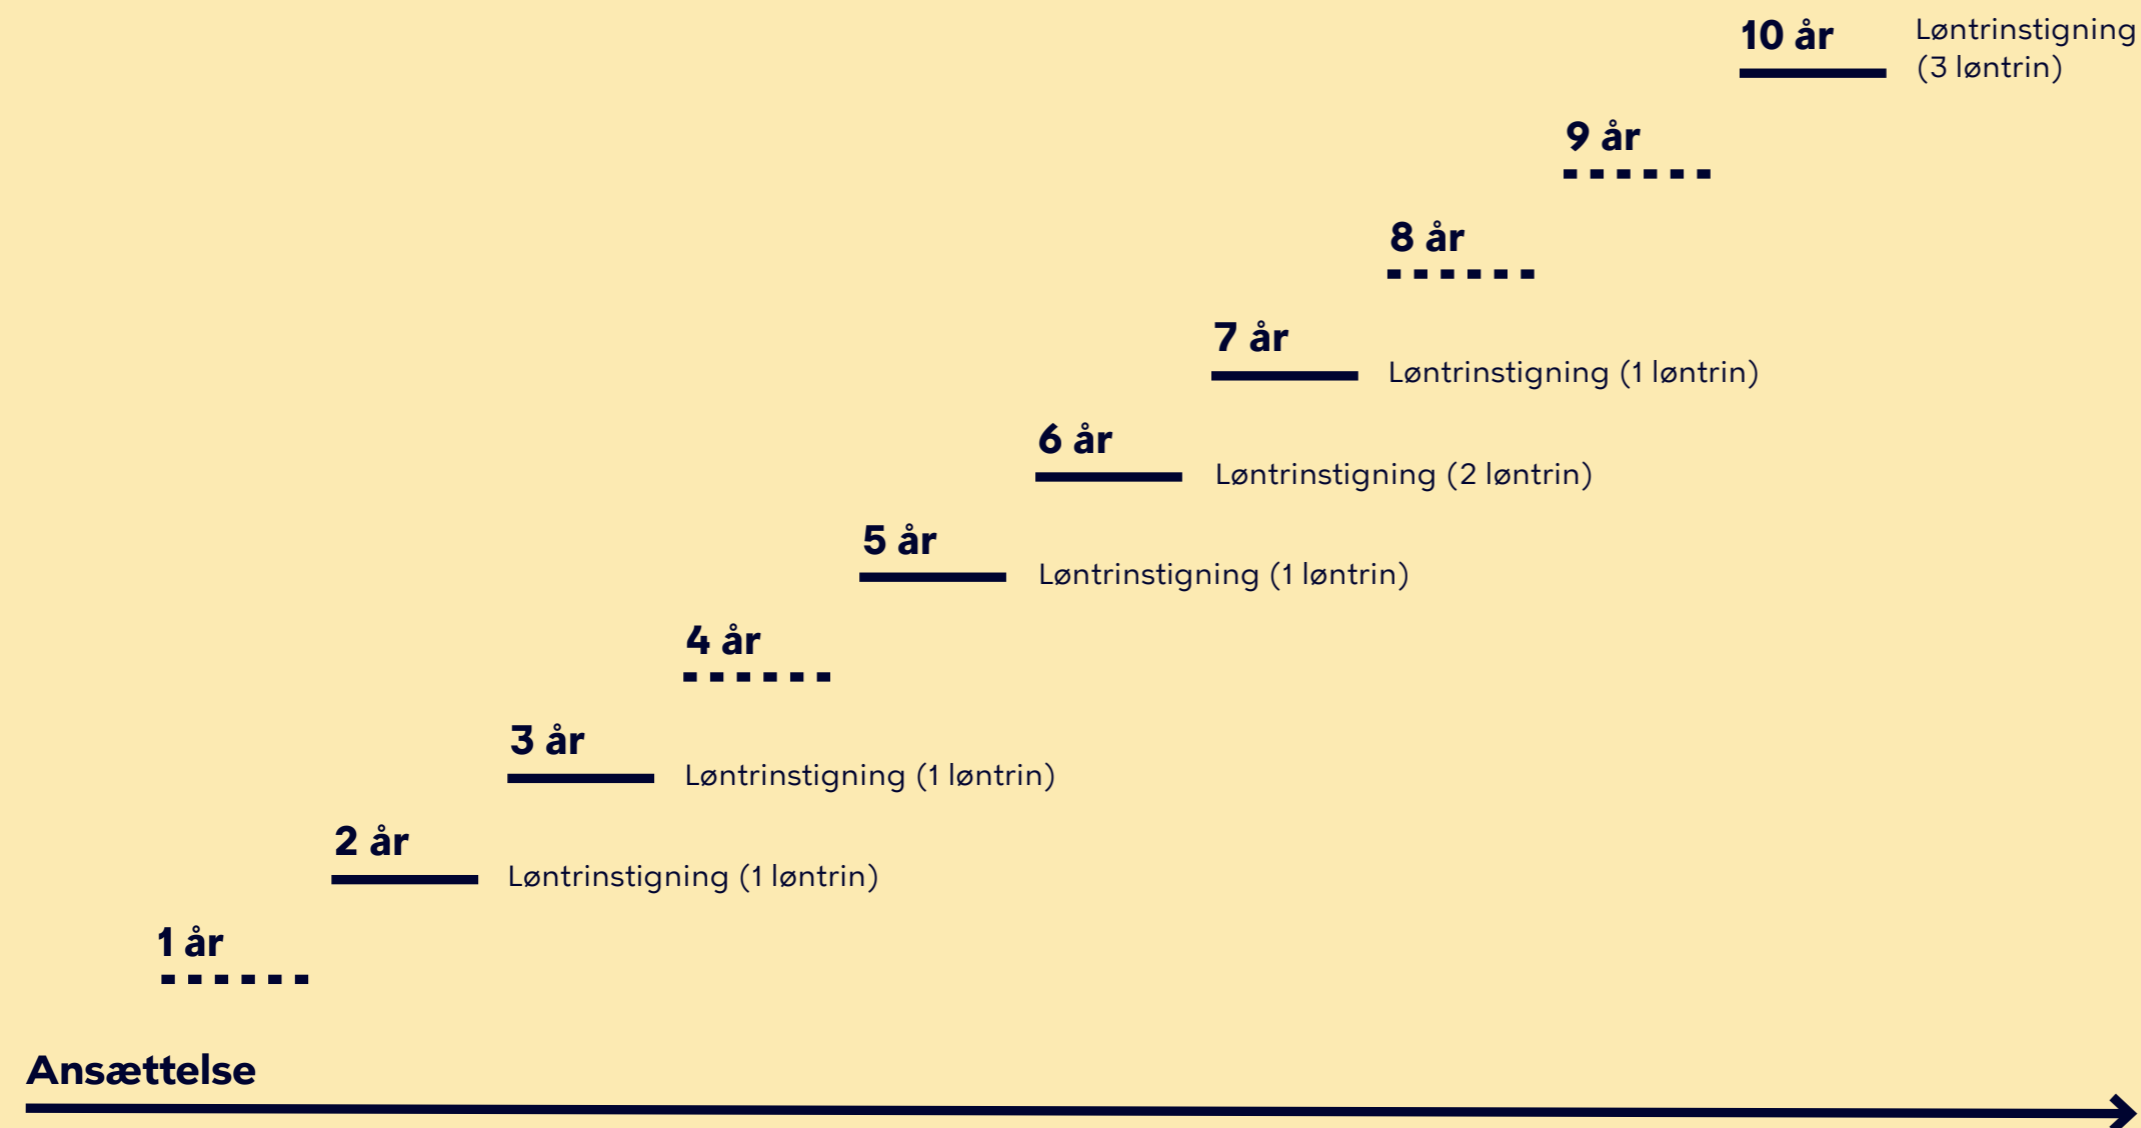 10 år
Løntrinstigning
(3 løntrin)
9 år
8 år
7 år
Løntrinstigning (1 løntrin)
6 år
Løntrinstigning (2 løntrin)
5 år
Løntrinstigning (1 løntrin)
4 år
3 år
Løntrinstigning (1 løntrin)
2 år
Løntrinstigning (1 løntrin)
1 år
Ansættelse